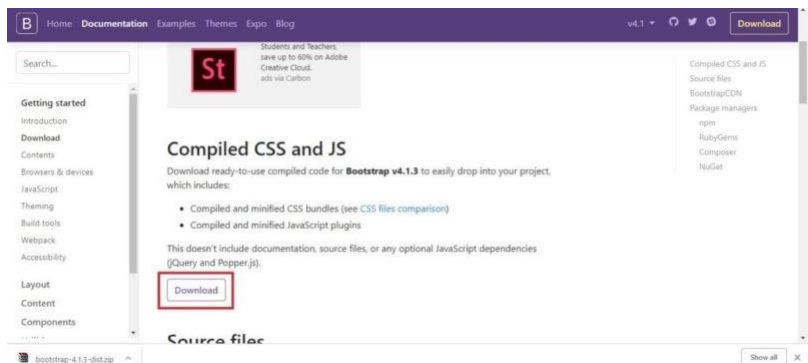 B Home Documentation Examples Themes Expo Blog v4.1 Download
Search...
Getting started
Introduction
Download
Contents
Browsers & devices
JavaScript
Theming
Build tools
Webpack
Accessibility
Layout
Content
Components
St
Students and Teachers,
save up to 60% on Adobe
Creative Cloud.
ads via Carbon
Compiled CSS and JS
Download ready-to-use compiled code for Bootstrap v4.1.3 to easily drop into your project,
which includes:
• Compiled and minified CSS bundles (see CSS files comparison)
• Compiled and minified JavaScript plugins
This doesn't include documentation, source files, or any optional JavaScript dependencies
(jQuery and Popper.js).
Download
Source files
Compiled CSS and JS
Source files
BootstrapCDN
Package managers
npm
RubyGems
Composer
NuGet
bootstrap-4.1.3-dist.zip
Show all